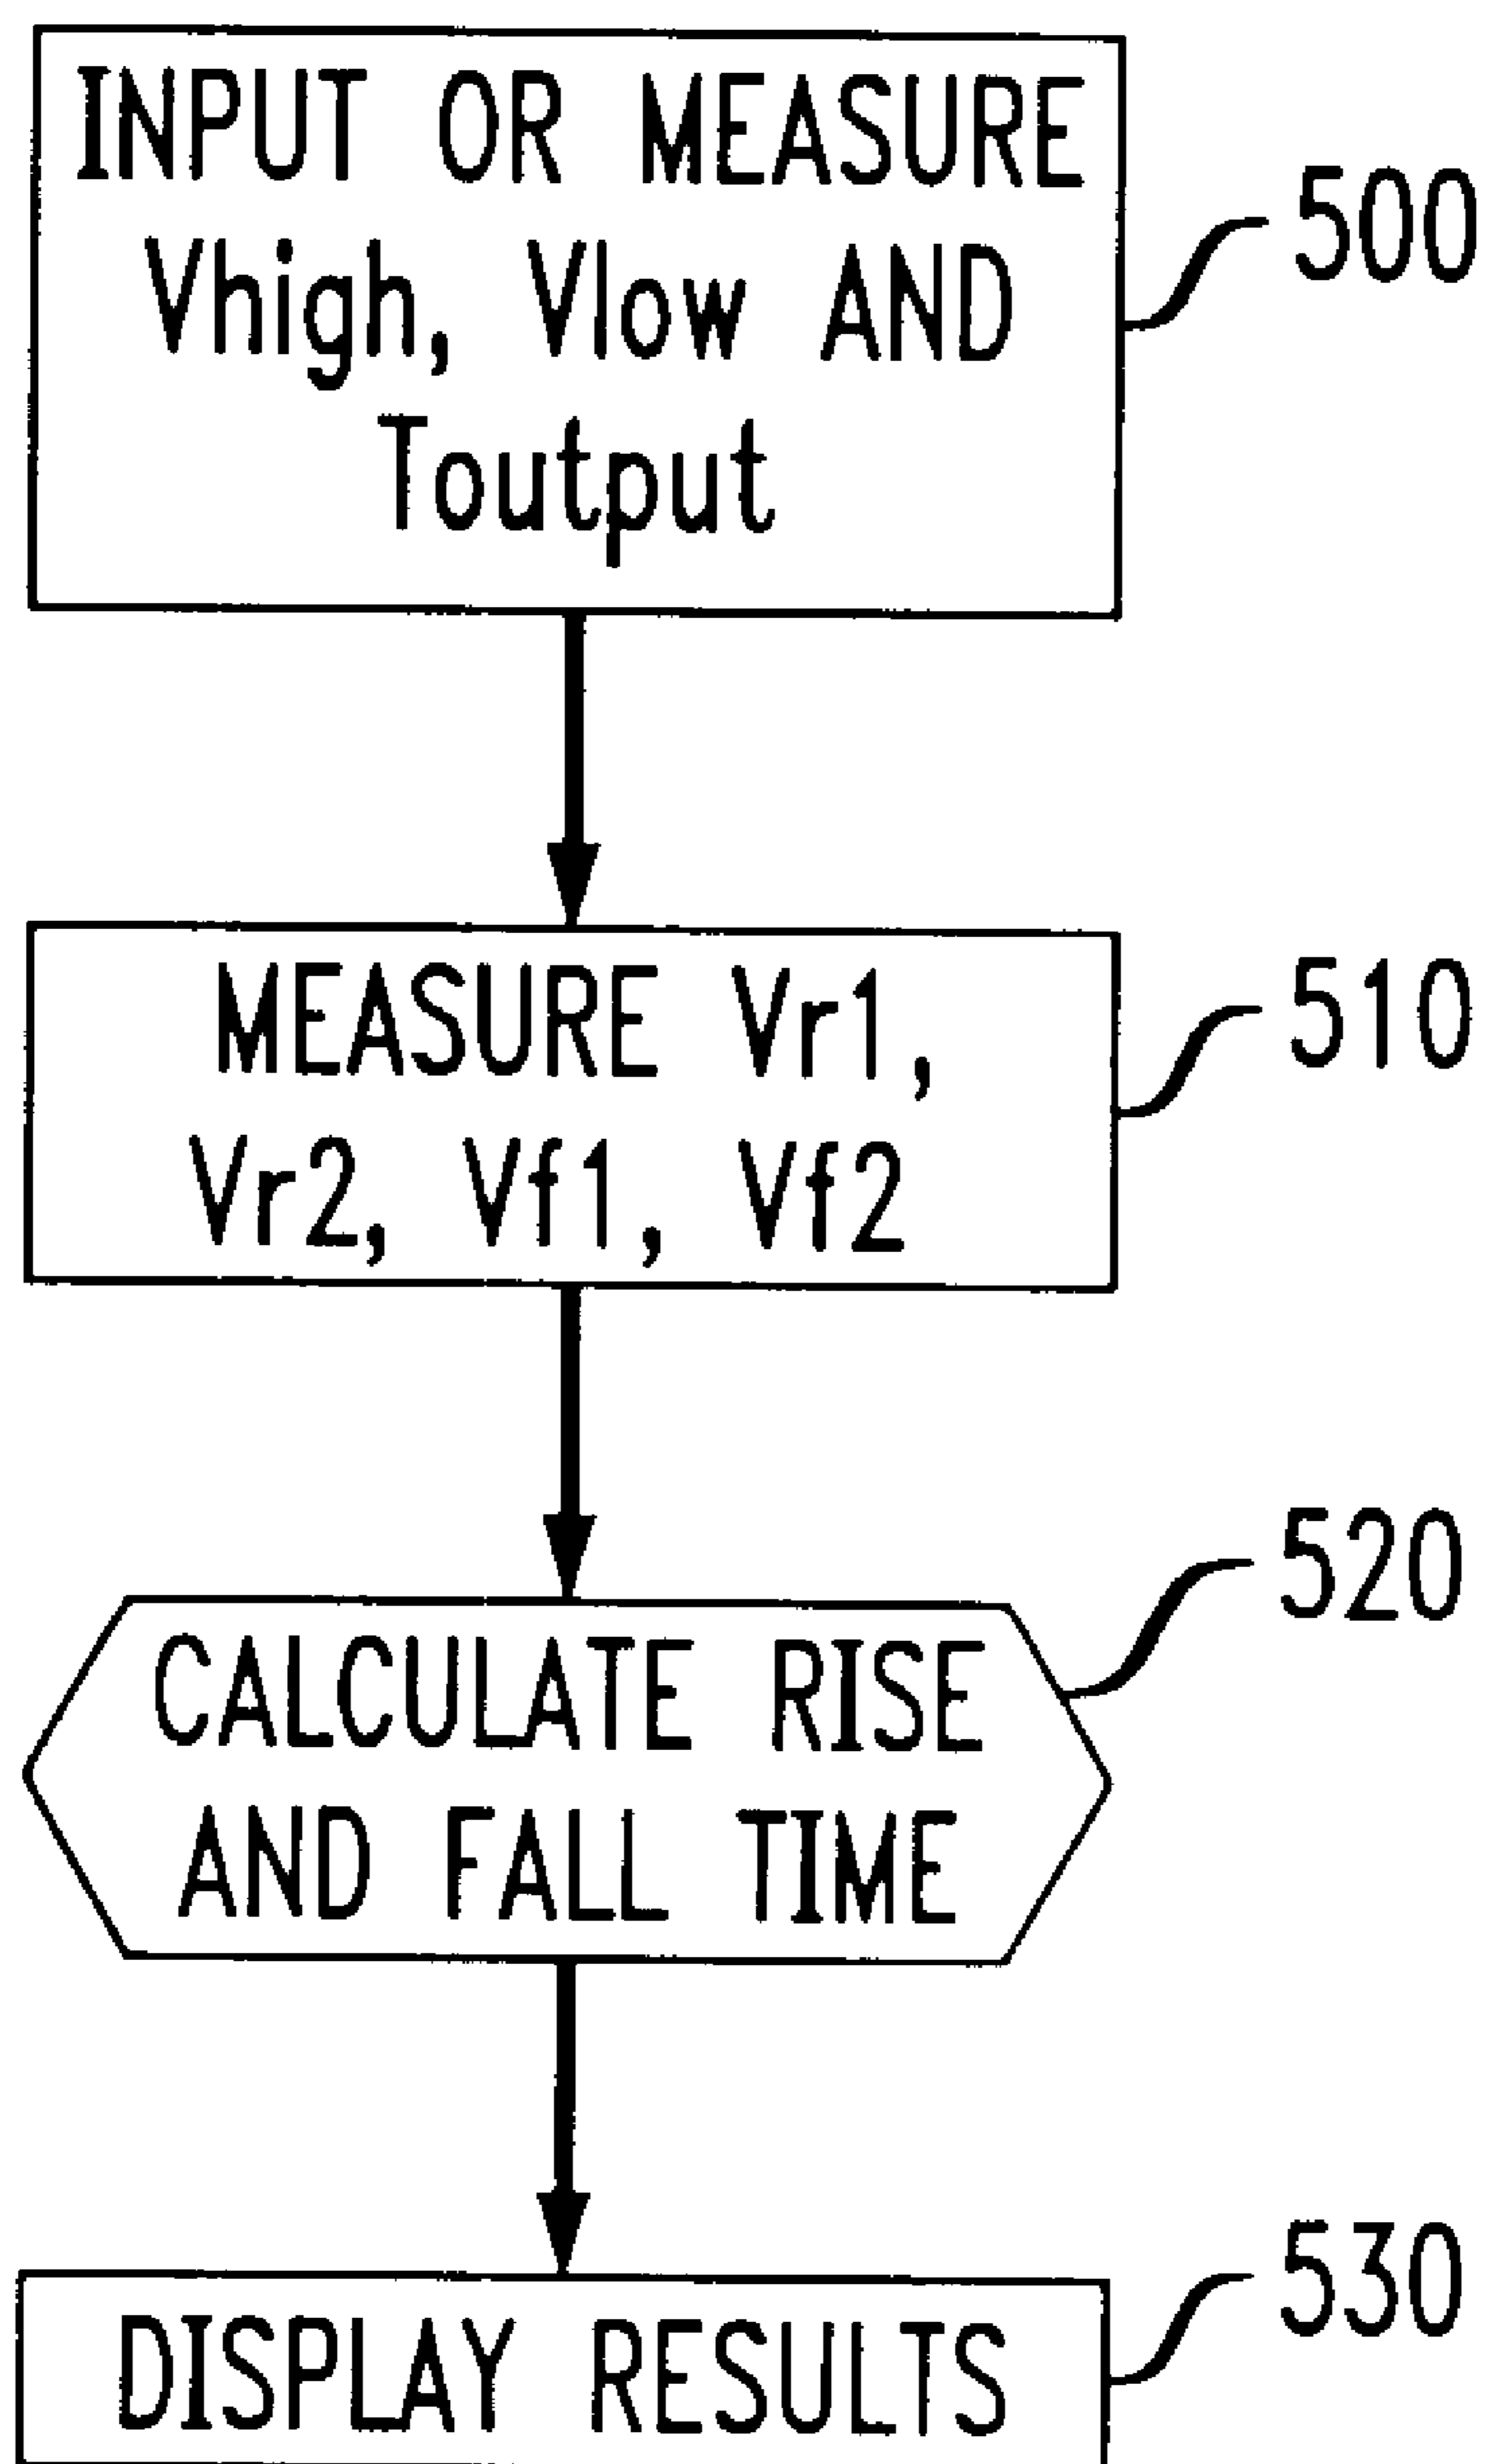 INPUT OR MEASURE
Vhigh, Vlow AND
Toutput
500
MEASURE Vr1,
Vr2, Vf1, Vf2
510
CALCULATE RISE
AND FALL TIME
520
DISPLAY RESULTS
530